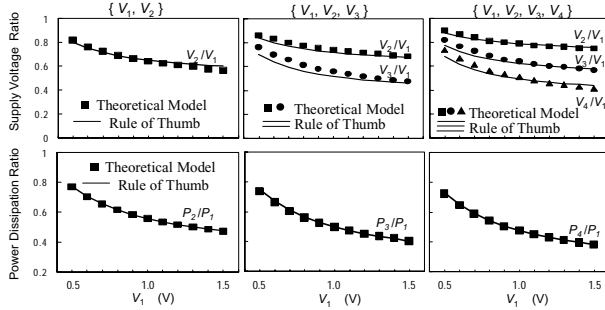 { V1, V2 }
{ V1, V2, V3 }
{ V1, V2, V3, V4 }
Supply Voltage Ratio
1.0
0.8
0.6
0.4
0.2
V2/V1
Theoretical Model
Rule of Thumb
V2/V1
V3/V1
Theoretical Model
Rule of Thumb
V2/V1
V3/V1
V4/V1
Theoretical Model
Rule of Thumb
Power Dissipation Ratio
1.0
0.8
0.6
0.4
0.2
Theoretical Model
Rule of Thumb
P2/P1
P3/P1
P4/P1
0.5 1.0 1.5
0.5 1.0 1.5
0.5 1.0 1.5
V1 (V)
V1 (V)
V1 (V)